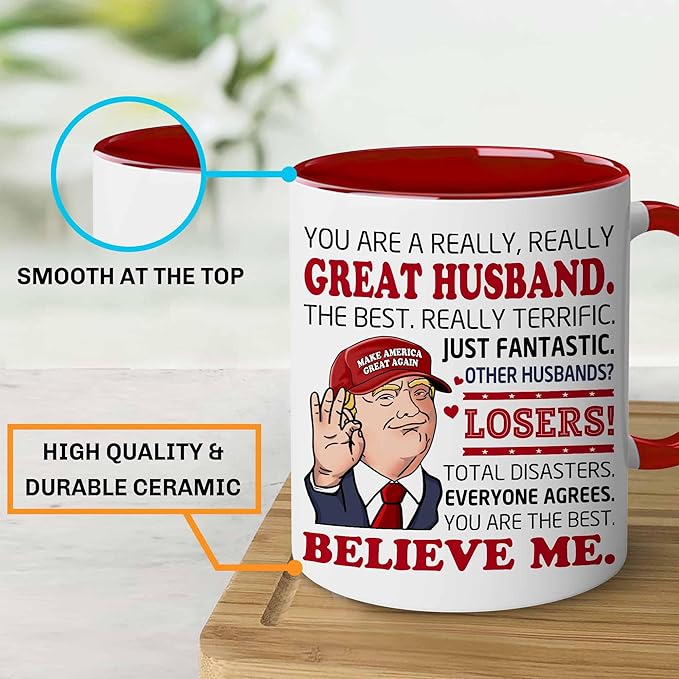 SMOOTH AT THE TOP
HIGH QUALITY &
DURABLE CERAMIC
YOU ARE A REALLY, REALLY
GREAT HUSBAND.
THE BEST. REALLY TERRIFIC.
JUST FANTASTIC.
OTHER HUSBANDS?
LOSERS!
MAKE AMERICA
GREAT AGAIN
TOTAL DISASTERS.
EVERYONE AGREES.
YOU ARE THE BEST.
BELIEVE ME.